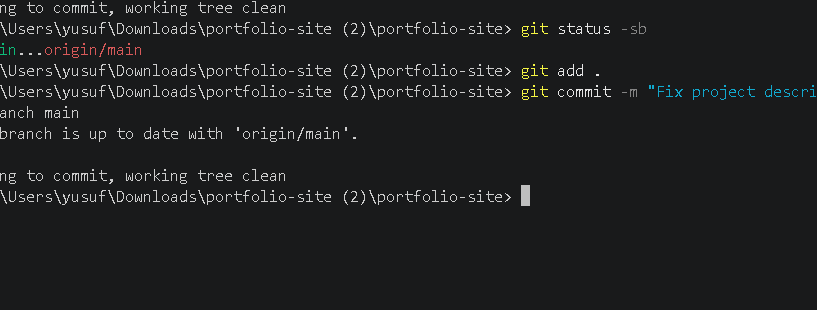 ng to commit, working tree clean
\Users\yusuf\Downloads\portfolio-site (2)\portfolio-site> git status -sb
in...origin/main
\Users\yusuf\Downloads\portfolio-site (2)\portfolio-site> git add .
\Users\yusuf\Downloads\portfolio-site (2)\portfolio-site> git commit -m "Fix project descri
anch main
branch is up to date with 'origin/main'.
ng to commit, working tree clean
\Users\yusuf\Downloads\portfolio-site (2)\portfolio-site>